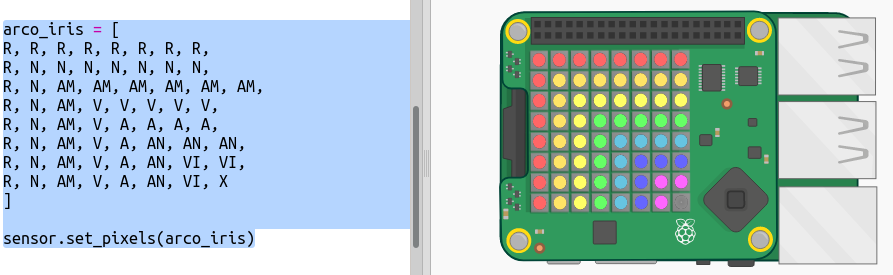 arco_iris = [
R, R, R, R, R, R, R, R,
R, N, N, N, N, N, N, N,
R, N, AM, AM, AM, AM, AM, AM,
R, N, AM, V, V, V, V, V,
R, N, AM, V, A, A, A, A,
R, N, AM, V, A, AN, AN, AN,
R, N, AM, V, A, AN, VI, VI,
R, N, AM, V, A, AN, VI, X
]
sensor.set_pixels(arco_iris)